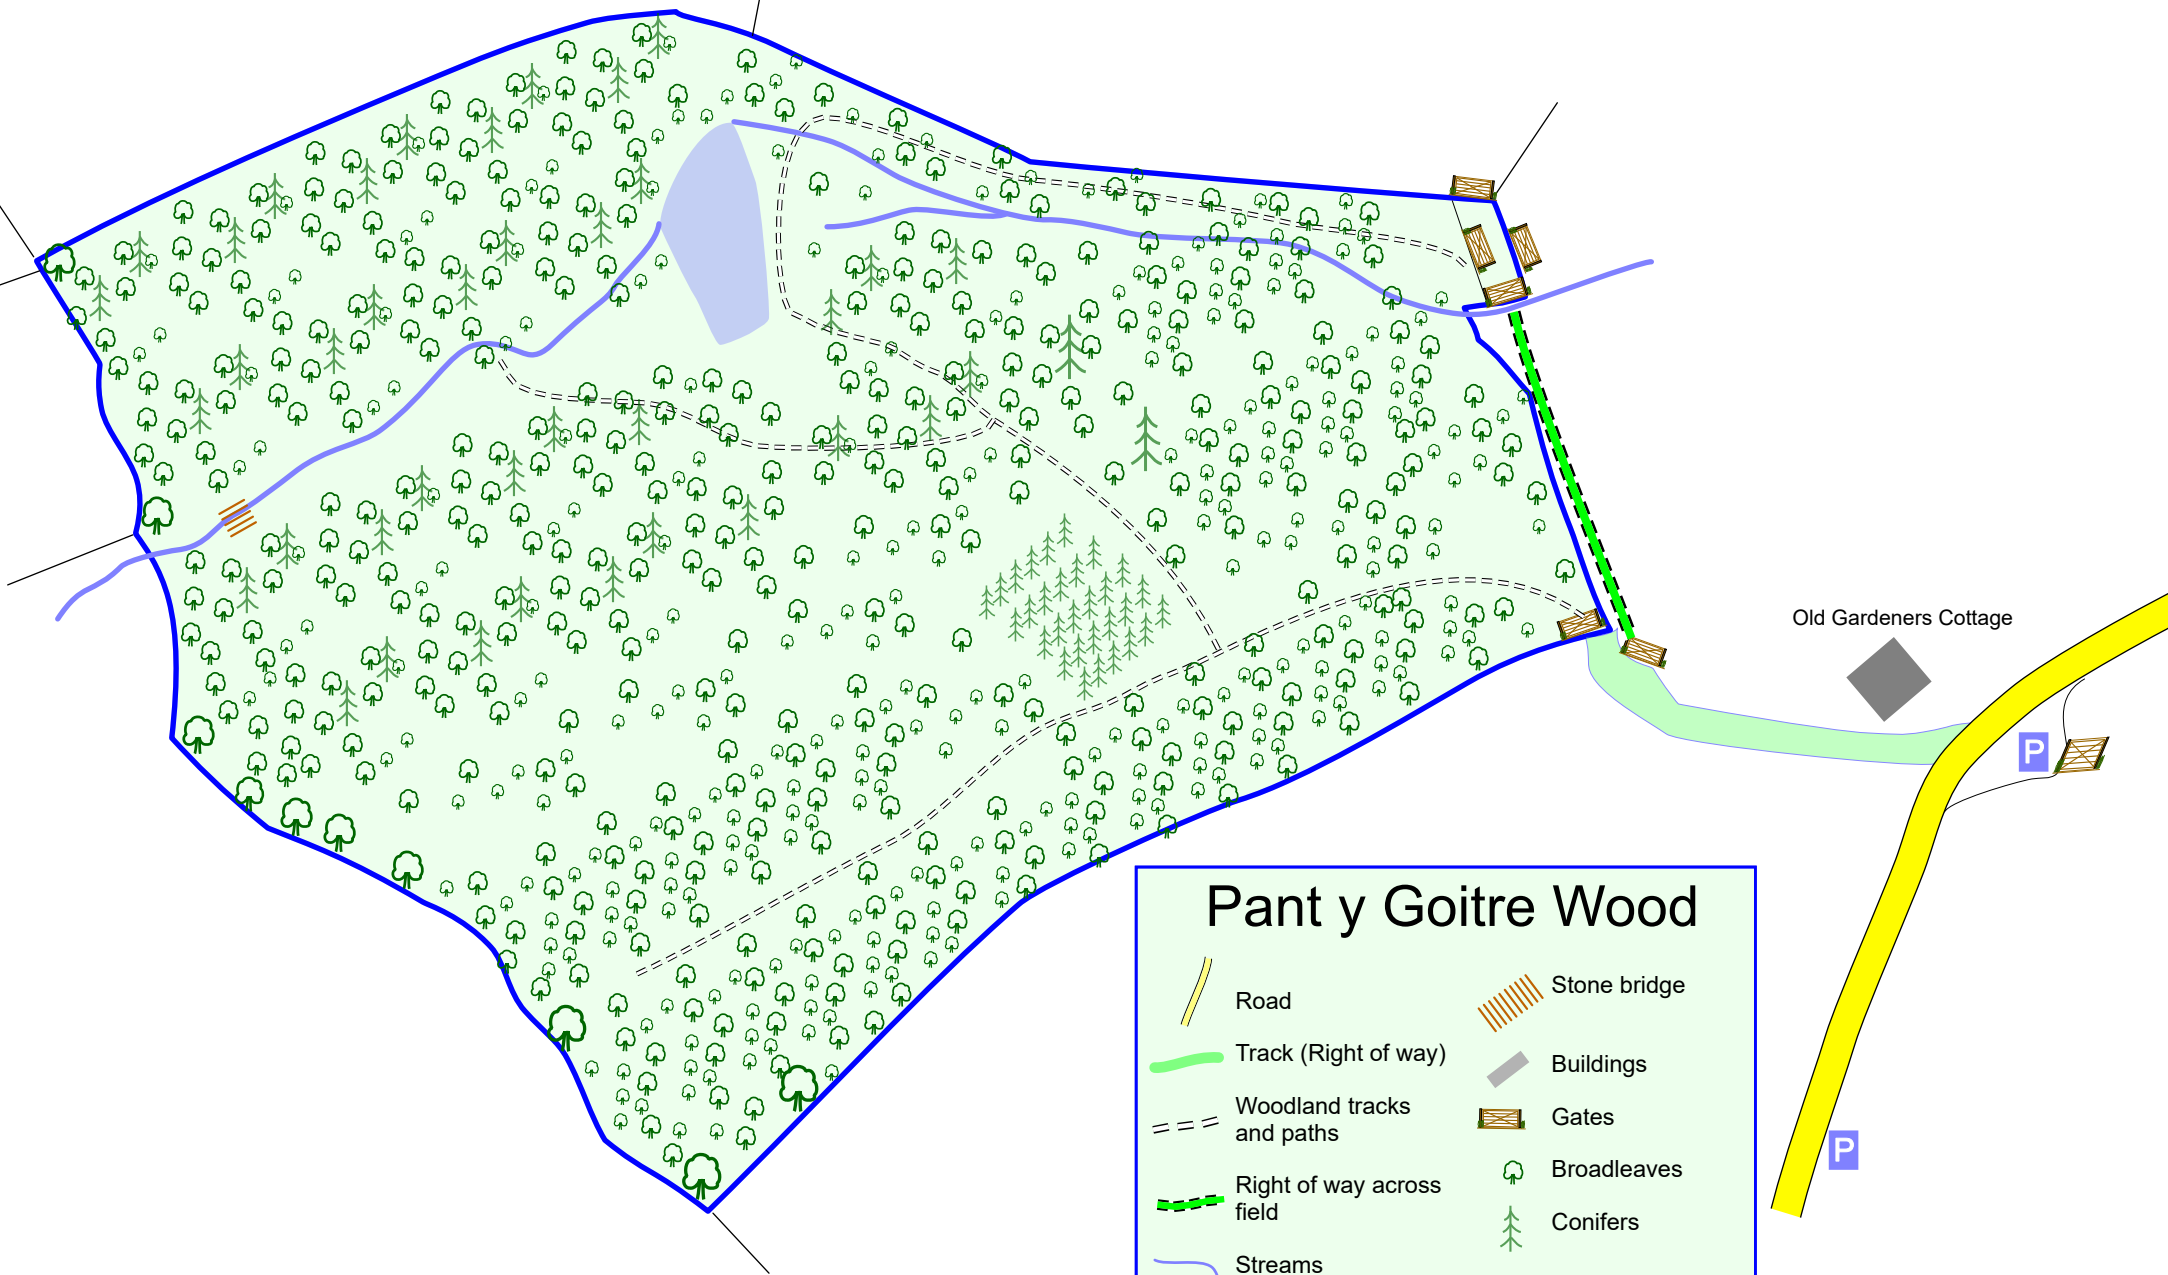 Old Gardeners Cottage
P
P
Pant y Goitre Wood
Road
Track (Right of way)
Woodland tracks
and paths
Right of way across
field
Streams
Stone bridge
Buildings
Gates
Broadleaves
Conifers